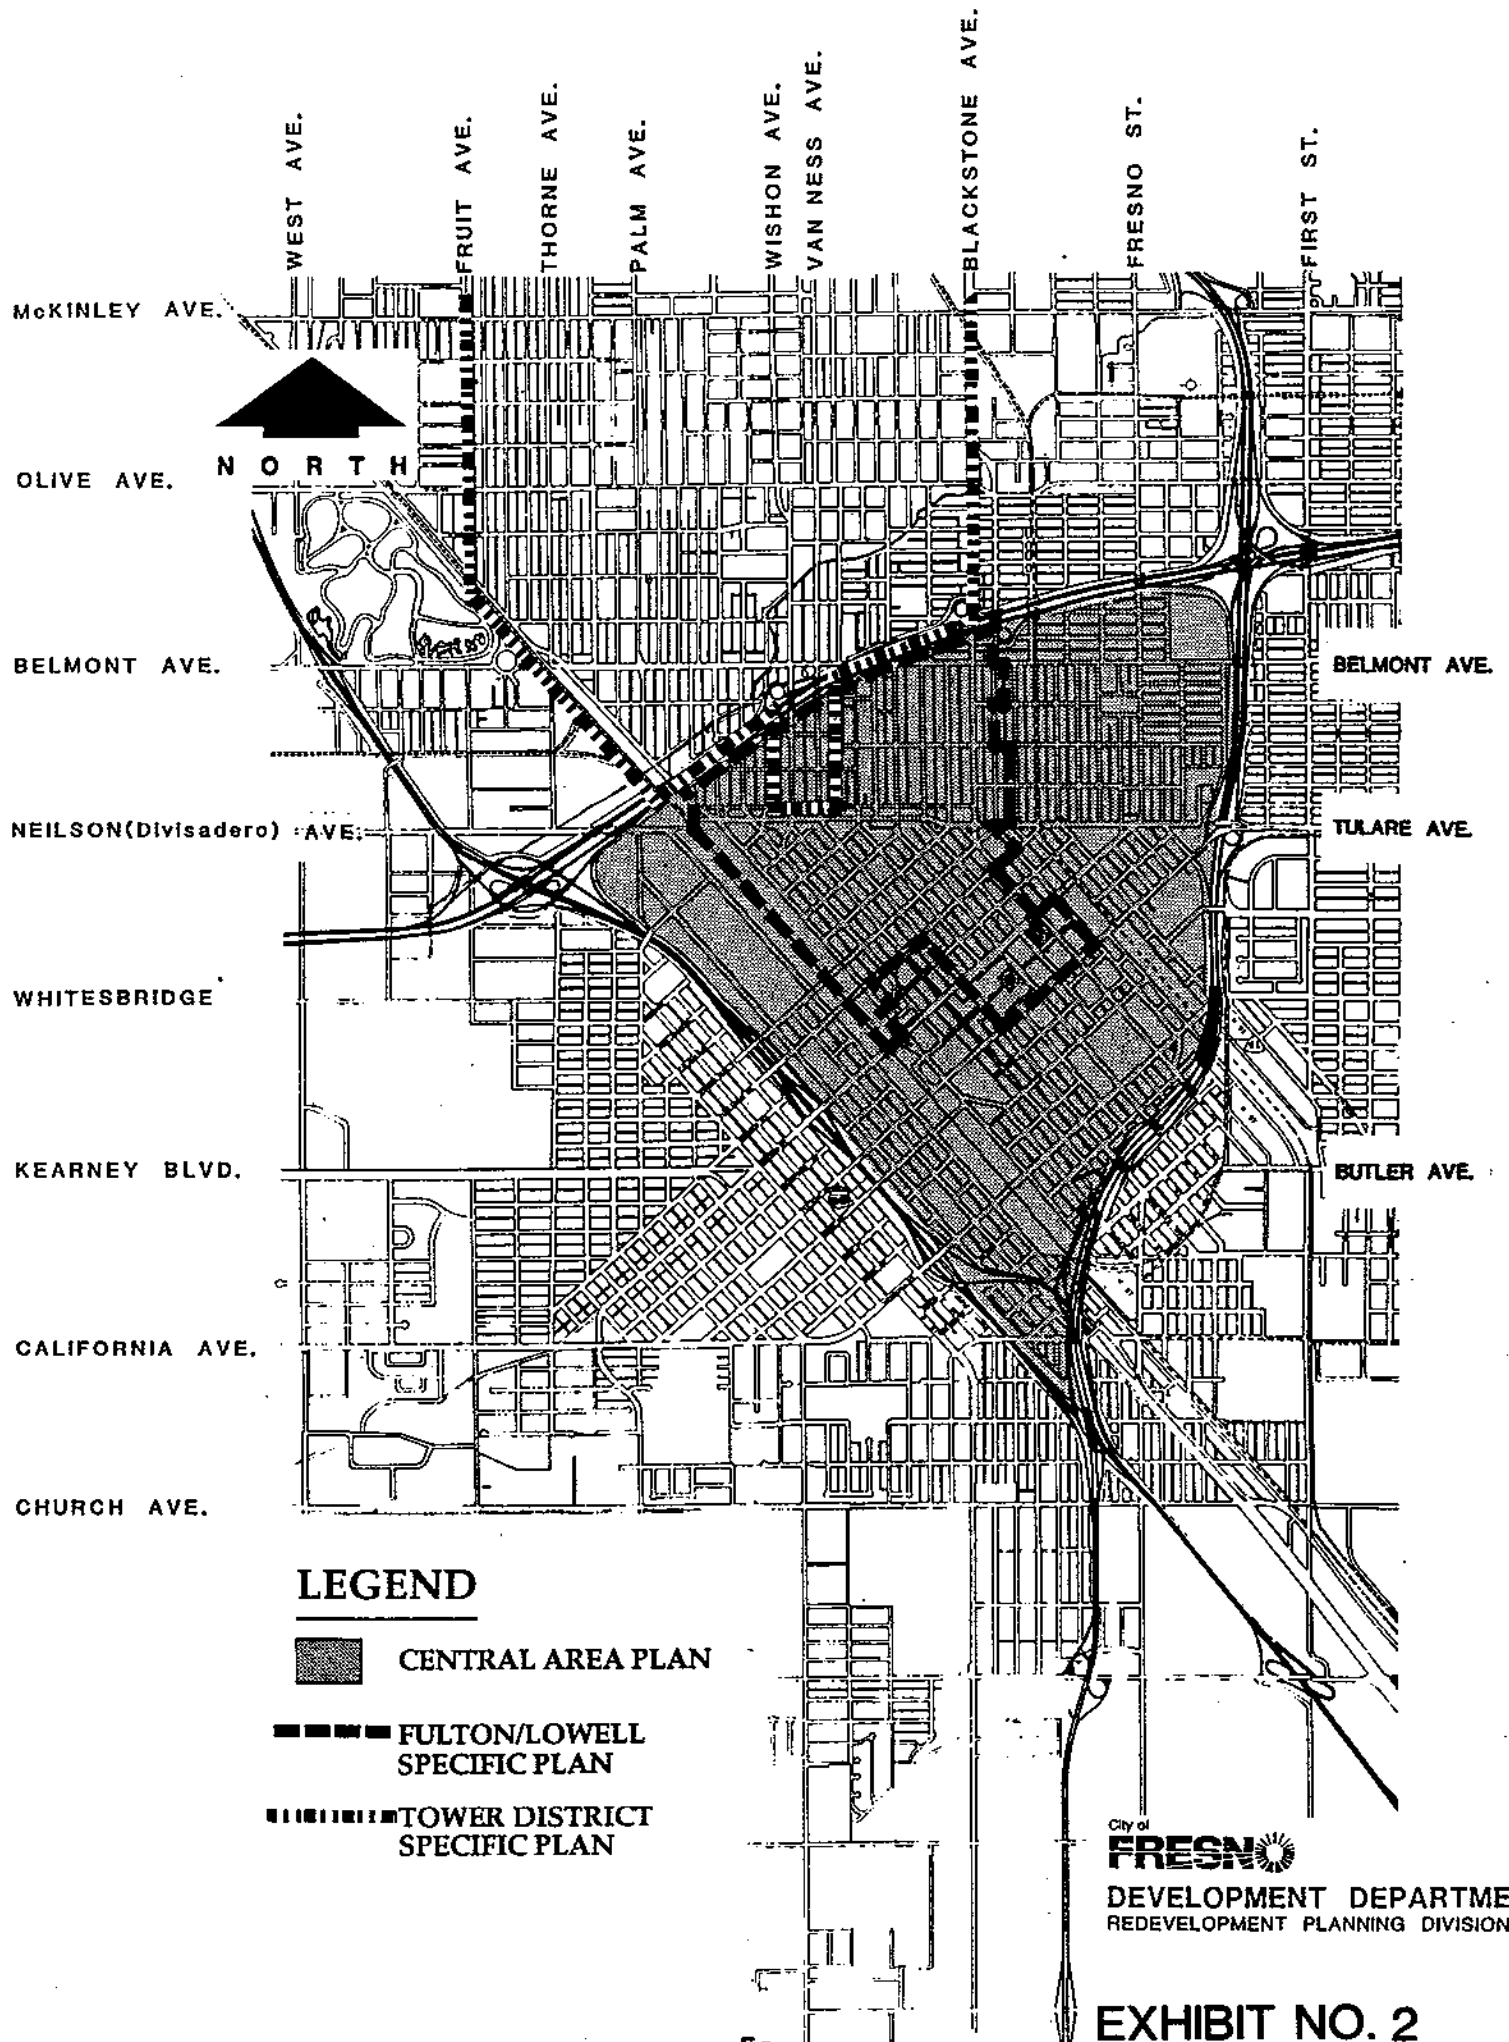 WEST AVE.
FRUIT AVE.
THORNE AVE.
PALM AVE.
WISHON AVE.
VAN NESS AVE.
BLACKSTONE AVE.
FRESNO ST.
FIRST ST.
McKINLEY AVE.
NORTH
OLIVE AVE.
BELMONT AVE.
BELMONT AVE.
NEILSON(Divisadero) AVE.
TULARE AVE.
WHITESBRIDGE
KEARNEY BLVD.
BUTLER AVE.
CALIFORNIA AVE.
CHURCH AVE.
LEGEND
CENTRAL AREA PLAN
FULTON/LOWELL
SPECIFIC PLAN
TOWER DISTRICT
SPECIFIC PLAN
City of
FRESNO
DEVELOPMENT DEPARTME
REDEVELOPMENT PLANNING DIVISION
EXHIBIT NO. 2